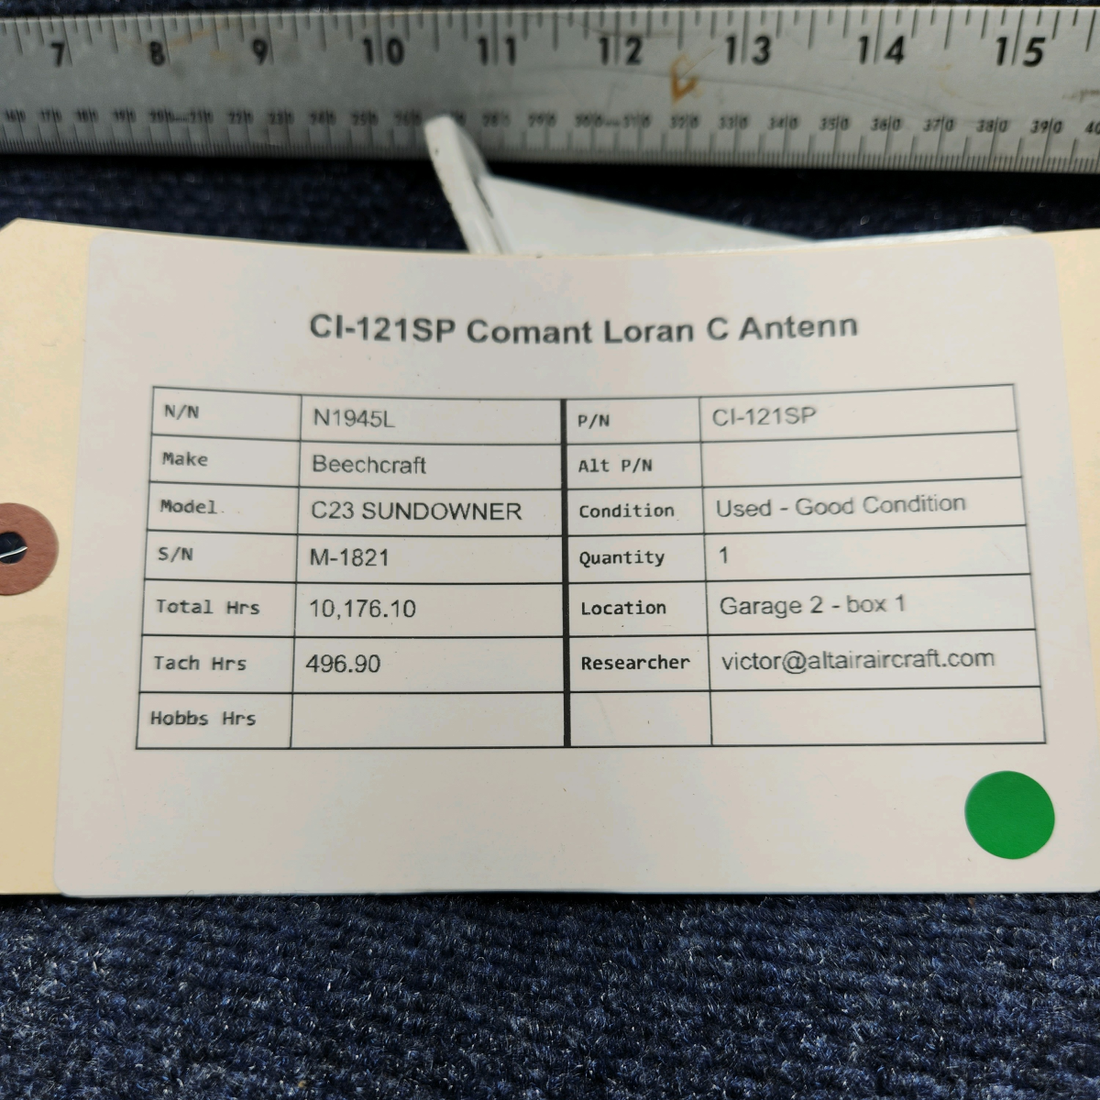 7 8 9 10 11 12 13 14 15
CI-121SP Comant Loran C Antenn
N/N N1945L P/N CI-121SP
Make Beechcraft Alt P/N
Model C23 SUNDOWNER Condition Used - Good Condition
S/N M-1821 Quantity 1
Total Hrs 10,176.10 Location Garage 2 - box 1
Tach Hrs 496.90 Researcher victor@altairaircraft.com
Hobbs Hrs